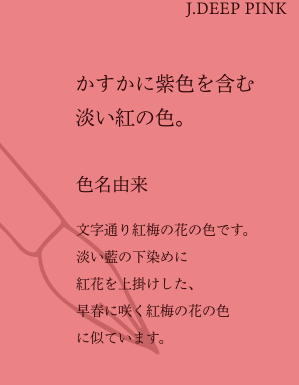 J.DEEP PINK
かすかに紫色を含む
淡い紅の色。
色名由来
文字通り紅梅の花の色です。
淡い藍の下染めに
紅花を上掛けした、
早春に咲く紅梅の花の色
に似ています。